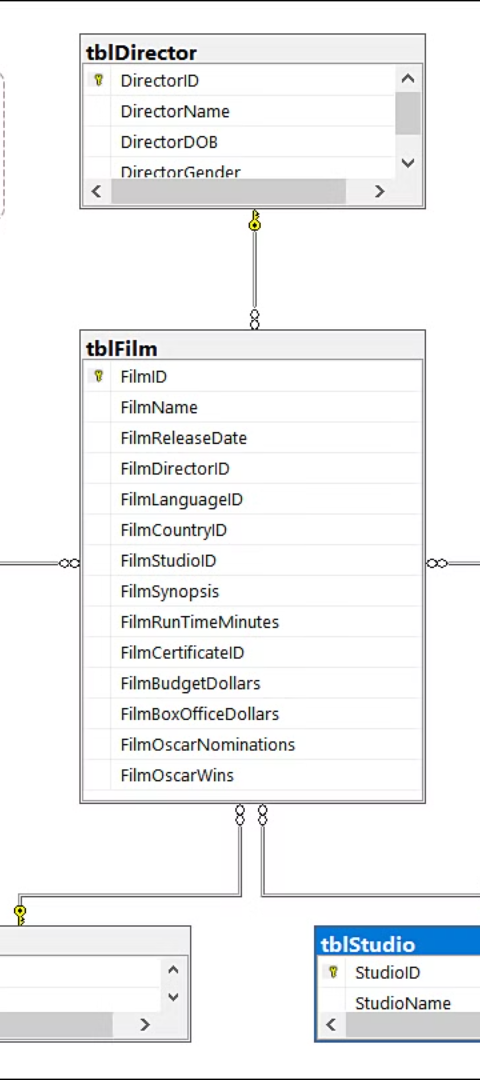 tblDirector
DirectorID
DirectorName
DirectorDOB
DirectorGender
tblFilm
FilmID
FilmName
FilmReleaseDate
FilmDirectorID
FilmLanguageID
FilmCountryID
FilmStudioID
FilmSynopsis
FilmRunTimeMinutes
FilmCertificateID
FilmBudgetDollars
FilmBoxOfficeDollars
FilmOscarNominations
FilmOscarWins
tblStudio
StudioID
StudioName